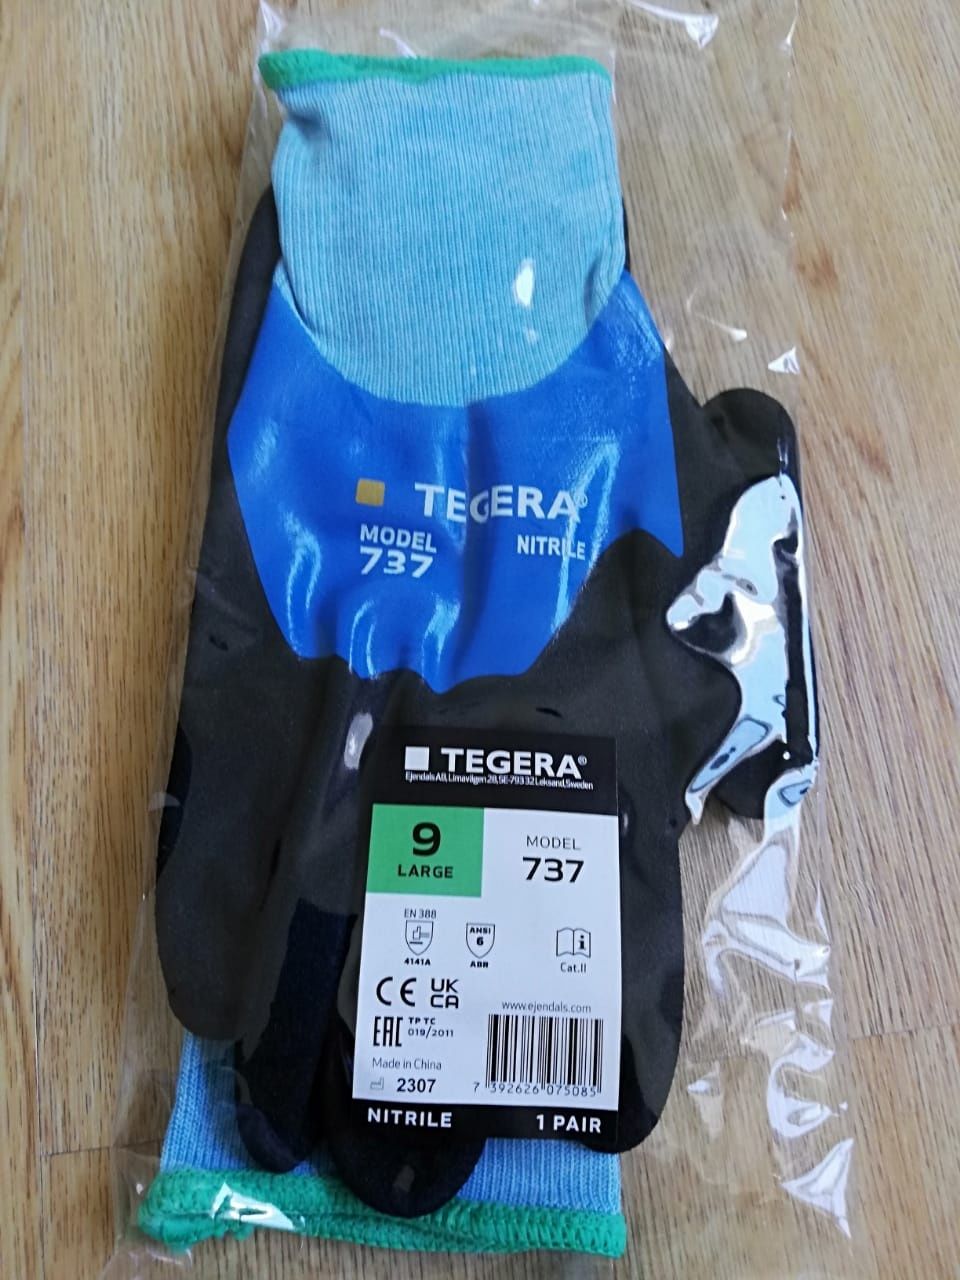 TEGERA®
MODEL
737
NITRILE
TEGERA®
Ejendals AB, Limavägen 28, SE-793 32 Leksand, Sweden
9
LARGE
MODEL
737
EN 388
4141A
ANSI
6
ABR
i
Cat.II
CE
UK
CA
EAC
TP TC
019/2011
www.ejendals.com
Made in China
2307
7 392626 075085
NITRILE
1 PAIR